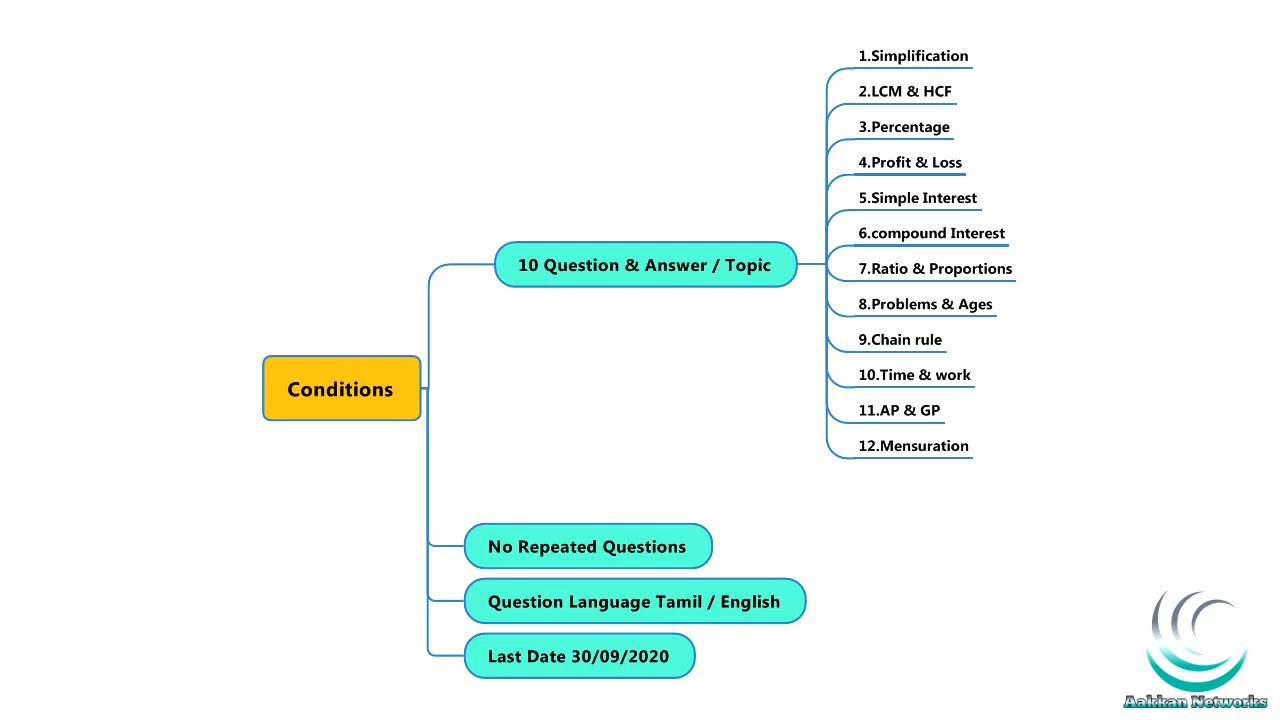 Conditions
10 Question & Answer / Topic
1.Simplification
2.LCM & HCF
3.Percentage
4.Profit & Loss
5.Simple Interest
6.compound Interest
7.Ratio & Proportions
8.Problems & Ages
9.Chain rule
10.Time & work
11.AP & GP
12.Mensuration
No Repeated Questions
Question Language Tamil / English
Last Date 30/09/2020
Aakkan Networks